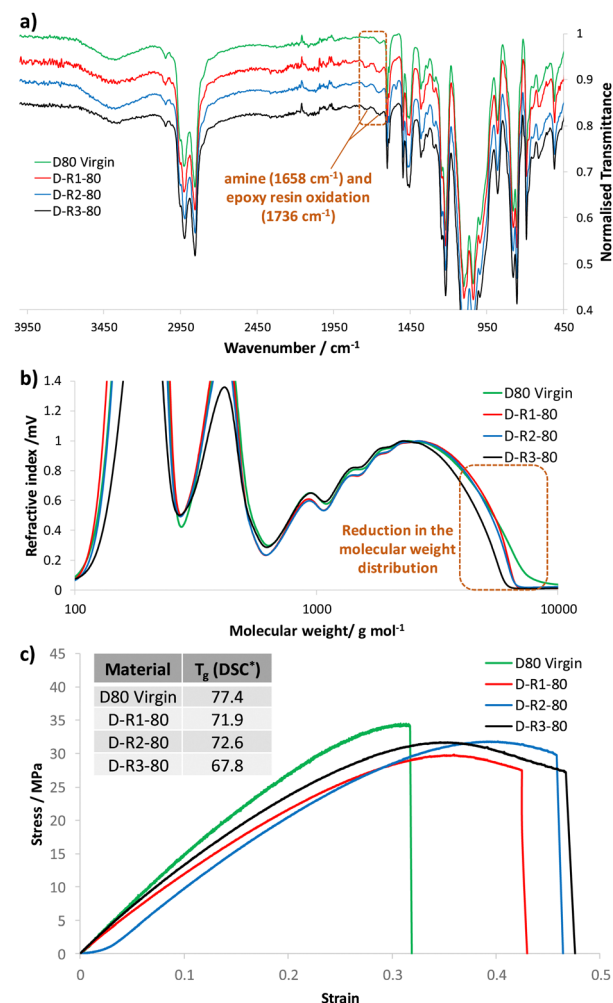 a)
1
0.9
0.8
0.7
0.6
0.5
0.4
Normalised Transmittance
D80 Virgin
D-R1-80
D-R2-80
D-R3-80
amine (1658 cm-1) and
epoxy resin oxidation
(1736 cm-1)
3950 3450 2950 2450 1950 1450 950 450
Wavenumber / cm-1
b)
1.4
1.2
1
0.8
0.6
0.4
0.2
0
Refractive index /mV
D80 Virgin
D-R1-80
D-R2-80
D-R3-80
Reduction in the
molecular weight
distribution
100 1000 10000
Molecular weight/ g mol-1
c)
45
40
35
30
25
20
15
10
5
0
Stress / MPa
Material Tg (DSC*)
D80 Virgin 77.4
D-R1-80 71.9
D-R2-80 72.6
D-R3-80 67.8
D80 Virgin
D-R1-80
D-R2-80
D-R3-80
0 0.1 0.2 0.3 0.4 0.5
Strain